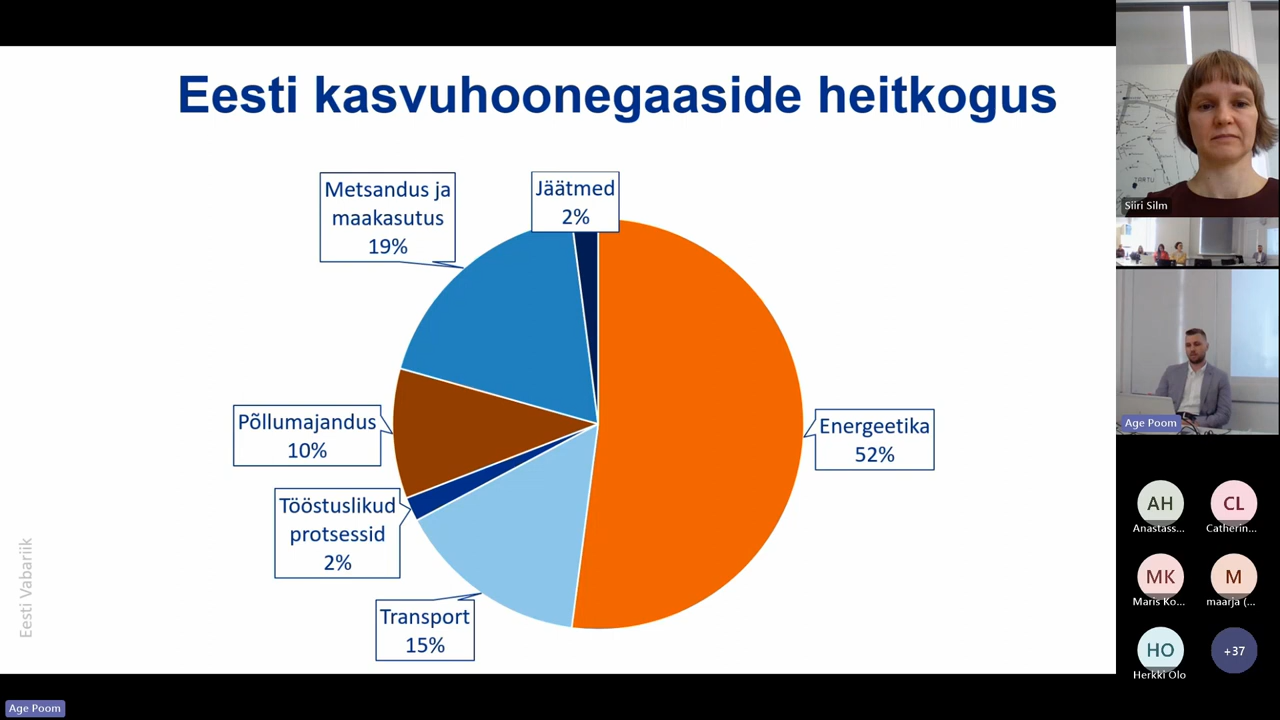 Eesti kasvuhoonegaaside heitkogus
Metsandus ja
maakasutus
19%
Jäätmed
2%
Põllumajandus
10%
Energeetika
52%
Tööstuslikud
protsessid
2%
Transport
15%
Eesti Vabariik
Age Poom
TARTU
Siiri Silm
Age Poom
AH
Anastass...
CL
Catherin...
MK
Maris Ko...
M
maarja (...
HO
Herkki Olo
+37